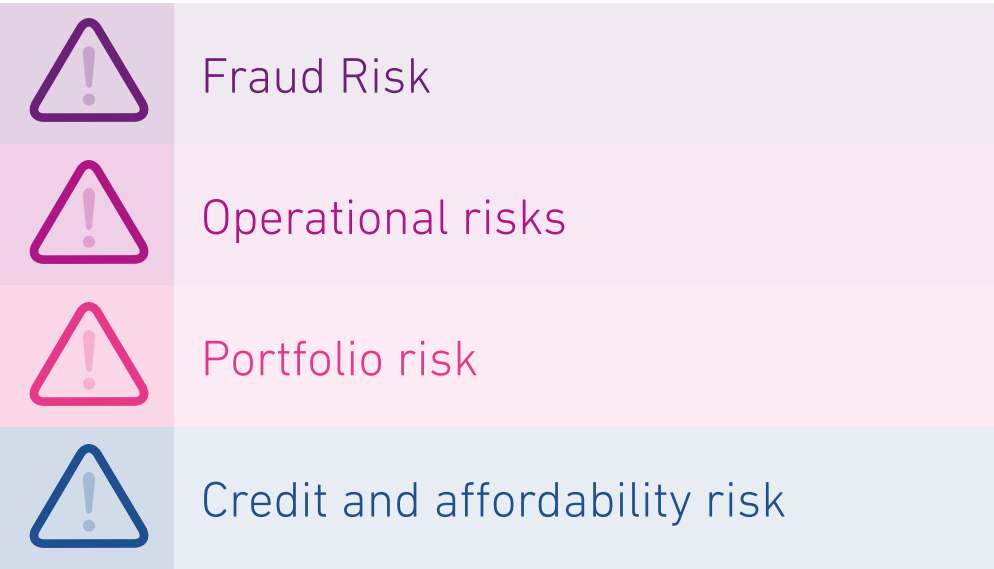 Fraud Risk
Operational risks
Portfolio risk
Credit and affordability risk